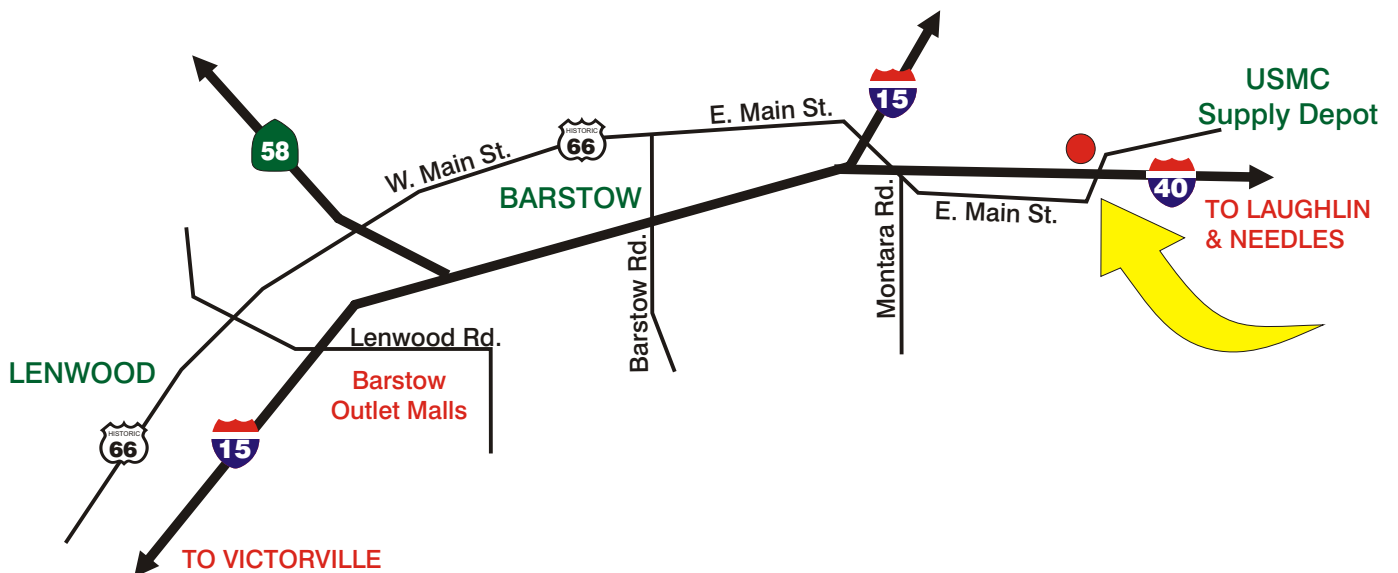 USMC
Supply Depot
15
E. Main St.
HISTORIC
66
58
W. Main St.
BARSTOW
40
E. Main St.
TO LAUGHLIN
& NEEDLES
Barstow Rd.
Montara Rd.
Lenwood Rd.
LENWOOD
Barstow
Outlet Malls
HISTORIC
66
15
TO VICTORVILLE